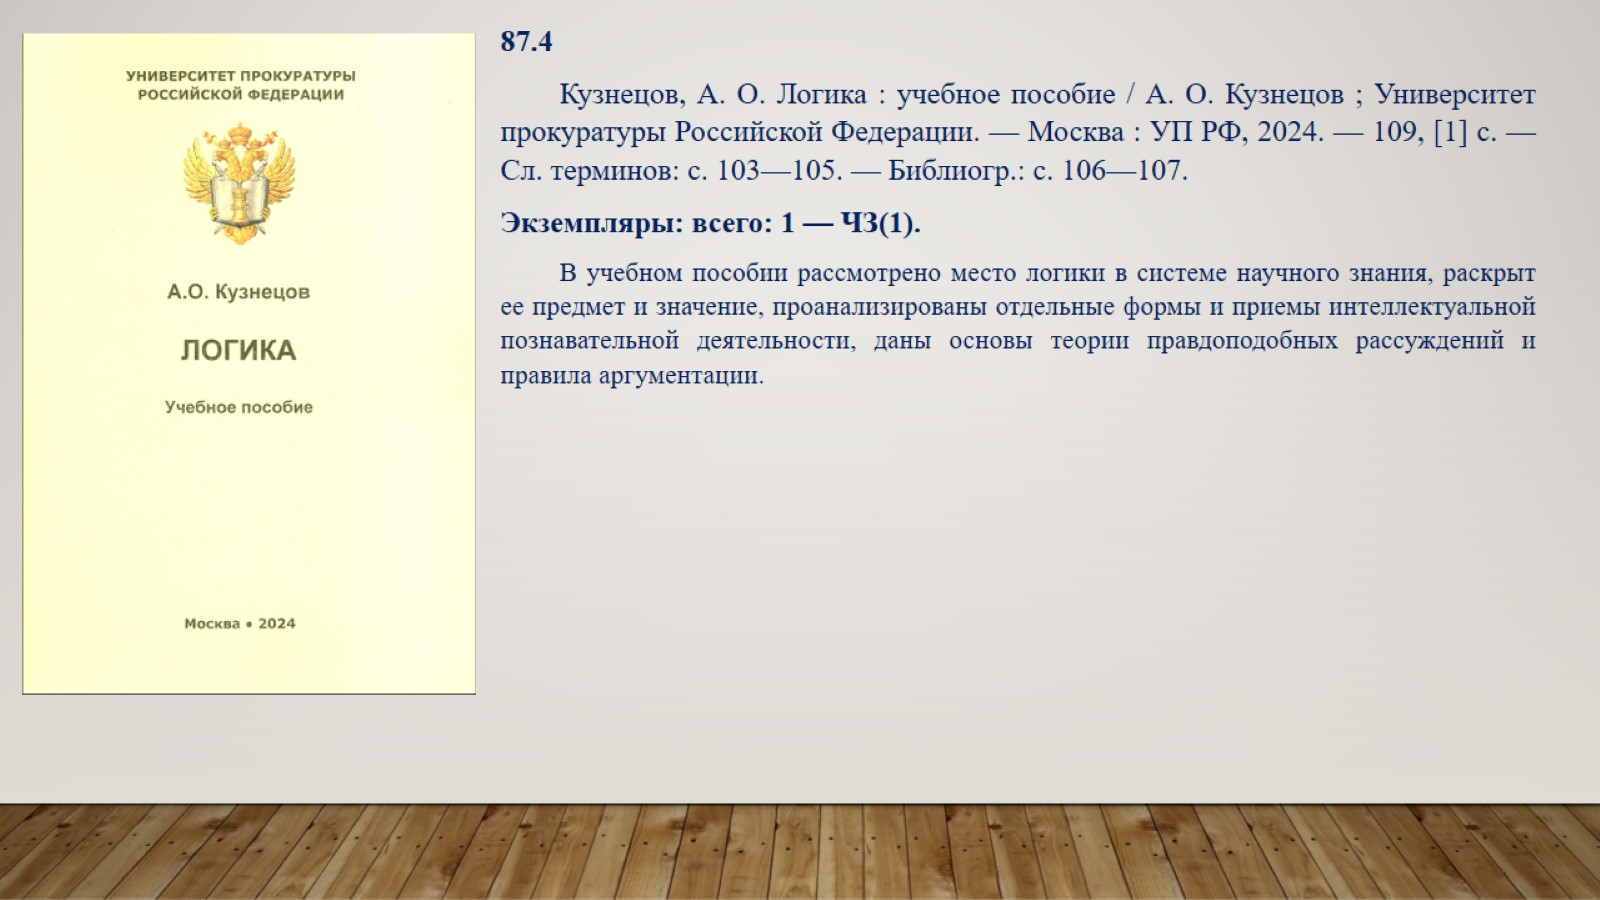 УНИВЕРСИТЕТ ПРОКУРАТУРЫ
РОССИЙСКОЙ ФЕДЕРАЦИИ
А.О. Кузнецов
ЛОГИКА
Учебное пособие
Москва • 2024
87.4
Кузнецов, А. О. Логика : учебное пособие / А. О. Кузнецов ; Университет
прокуратуры Российской Федерации. — Москва : УП РФ, 2024. — 109, [1] с. —
Сл. терминов: с. 103—105. — Библиогр.: с. 106—107.
Экземпляры: всего: 1 — ЧЗ(1).
В учебном пособии рассмотрено место логики в системе научного знания, раскрыт
ее предмет и значение, проанализированы отдельные формы и приемы интеллектуальной
познавательной деятельности, даны основы теории правдоподобных рассуждений и
правила аргументации.